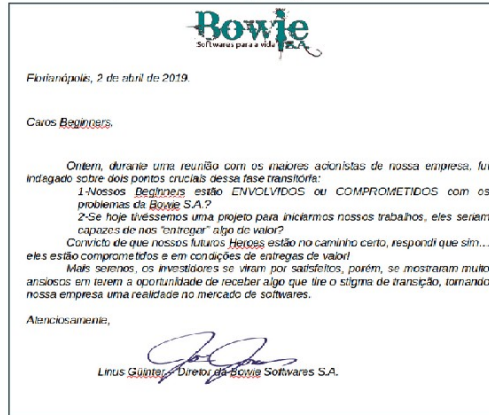 Bowie
Softwares para a vida S.A.
Florianópolis, 2 de abril de 2019.
Caros Beginners,
Ontem, durante uma reunião com os maiores acionistas de nossa empresa, fui
indagado sobre dois pontos cruciais dessa fase transitória:
1-Nossos Beginners estão ENVOLVIDOS ou COMPROMETIDOS com os
problemas da Bowie S.A.?
2-Se hoje tivéssemos um projeto para iniciarmos nossos trabalhos, eles seriam
capazes de nos "entregar" algo de valor?
Convicto de que nossos futuros Heroes estão no caminho certo, respondi que sim…
eles estão comprometidos e em condições de entregas de valor!
Mais serenos, os investidores se viram por satisfeitos, porém, se mostraram muito
ansiosos em terem a oportunidade de receber algo que tire o stigma de transição, tornando
nossa empresa uma realidade no mercado de softwares.
Atenciosamente,
Linus Güinter – Diretor da Bowie Softwares S.A.